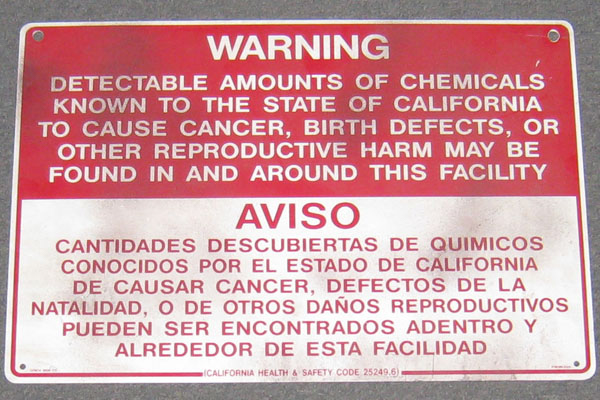 WARNING
DETECTABLE AMOUNTS OF CHEMICALS
KNOWN TO THE STATE OF CALIFORNIA
TO CAUSE CANCER, BIRTH DEFECTS, OR
OTHER REPRODUCTIVE HARM MAY BE
FOUND IN AND AROUND THIS FACILITY
AVISO
CANTIDADES DESCUBIERTAS DE QUIMICOS
CONOCIDOS POR EL ESTADO DE CALIFORNIA
DE CAUSAR CANCER, DEFECTOS DE LA
NATALIDAD, O DE OTROS DAÑOS REPRODUCTIVOS
PUEDEN SER ENCONTRADOS ADENTRO Y
ALREDEDOR DE ESTA FACILIDAD
(CALIFORNIA HEALTH & SAFETY CODE 25249.6)